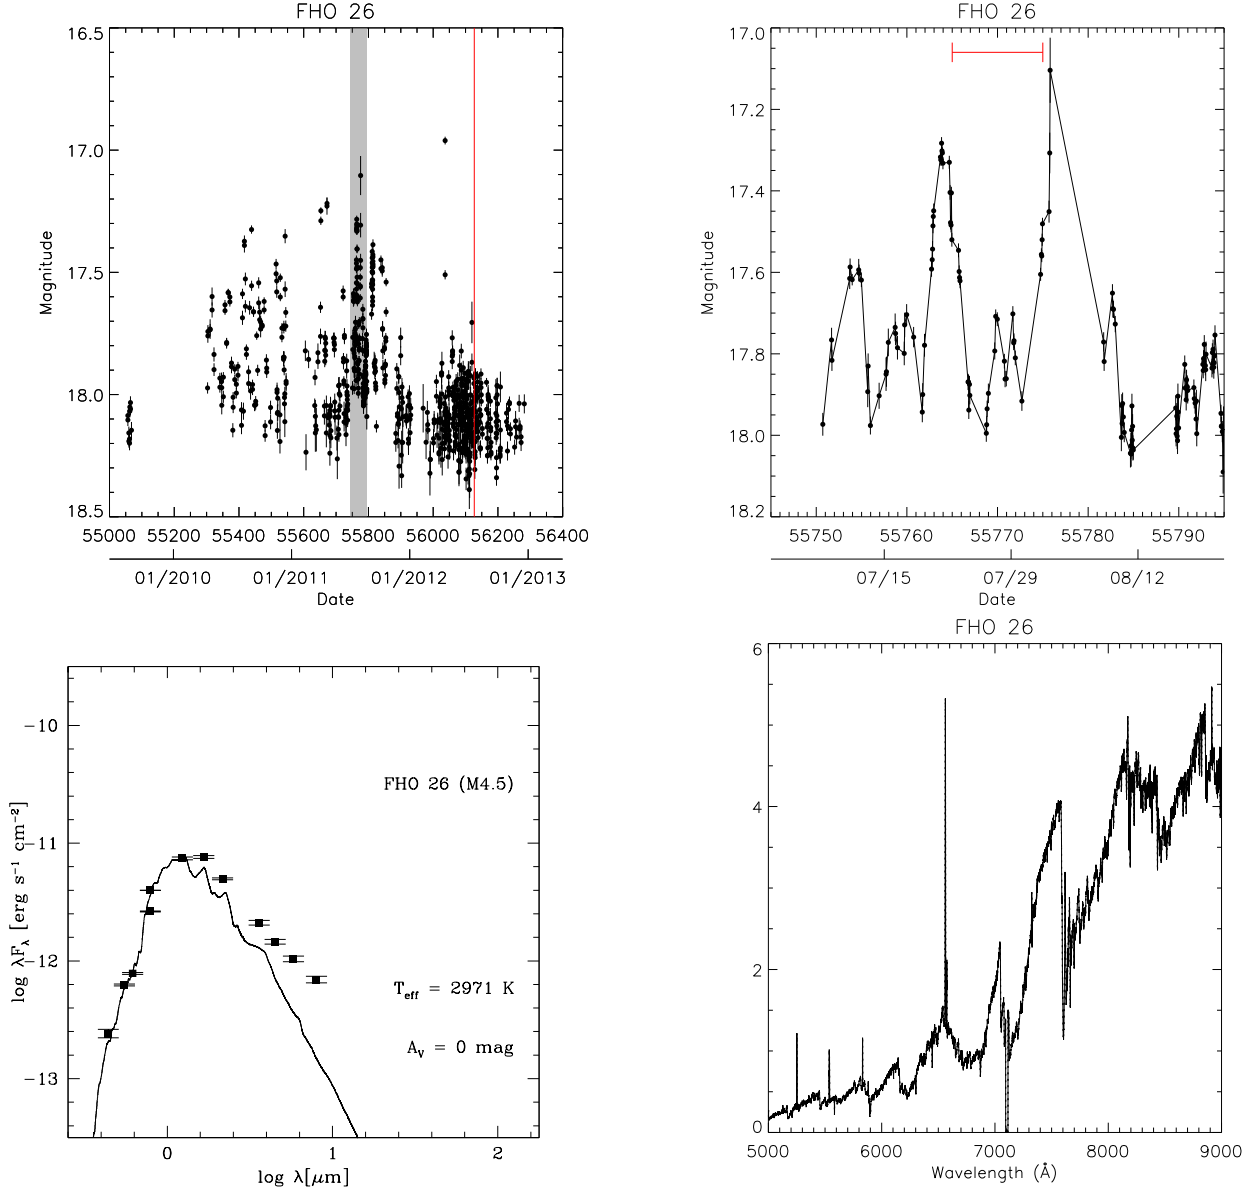 FHO 26
16.5
17.0
17.5
18.0
18.5
Magnitude
55000 55200 55400 55600 55800 56000 56200 56400
01/2010 01/2011 01/2012 01/2013
Date
FHO 26
17.0
17.2
17.4
17.6
17.8
18.0
18.2
Magnitude
55750 55760 55770 55780 55790
07/15 07/29 08/12
Date
−10
−11
−12
−13
log λFλ [erg s⁻¹ cm⁻²]
FHO 26 (M4.5)
Teff = 2971 K
AV = 0 mag
0 1 2
log λ[μm]
FHO 26
6
4
2
0
5000 6000 7000 8000 9000
Wavelength (Å)